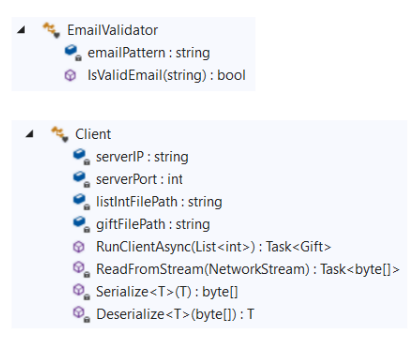 EmailValidator
emailPattern : string
IsValidEmail(string) : bool
Client
serverIP : string
serverPort : int
listIntFilePath : string
giftFilePath : string
RunClientAsync(List<int>) : Task<Gift>
ReadFromStream(NetworkStream) : Task<byte[]>
Serialize<T>(T) : byte[]
Deserialize<T>(byte[]) : T